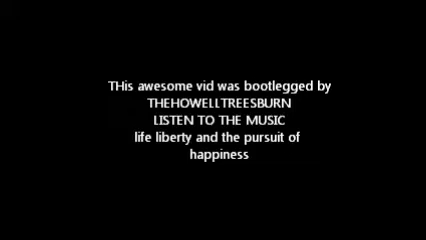 THis awesome vid was bootlegged by
THEHOWELLTREESBURN
LISTEN TO THE MUSIC
life liberty and the pursuit of
happiness